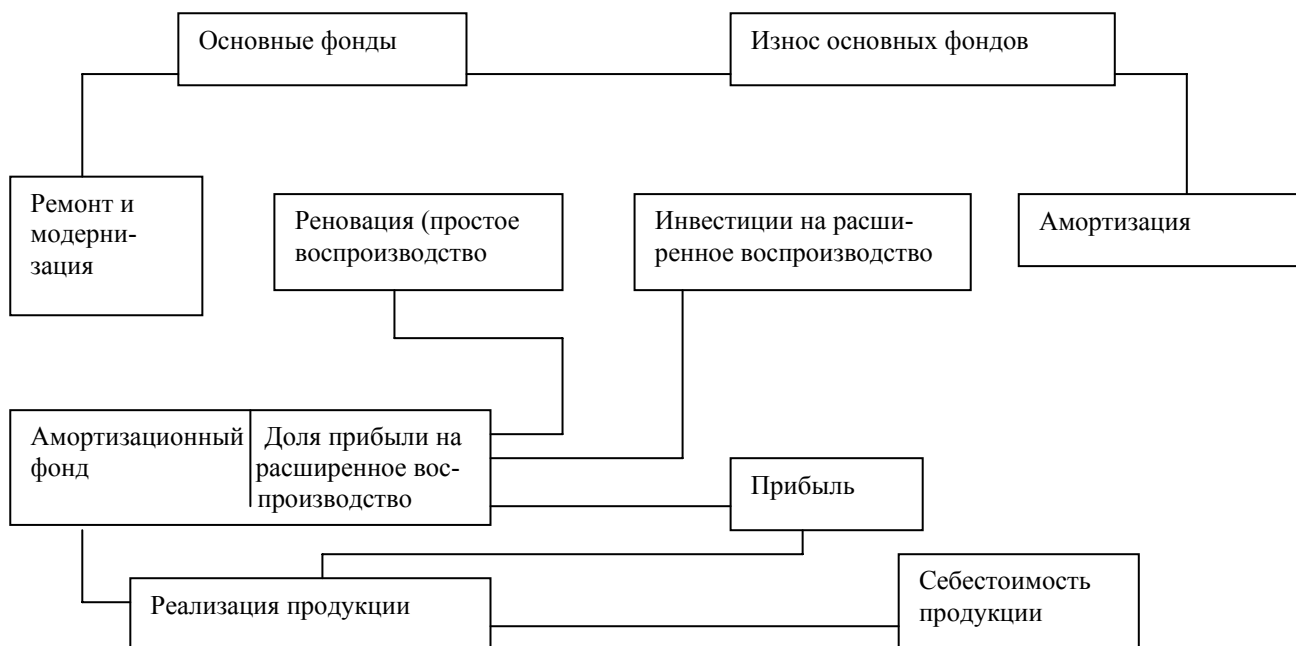 Основные фонды
Износ основных фондов
Ремонт и
модерни-
зация
Реновация (простое
воспроизводство
Инвестиции на расши-
ренное воспроизводство
Амортизация
Амортизационный
фонд
Доля прибыли на
расширенное вос-
производство
Прибыль
Реализация продукции
Себестоимость
продукции